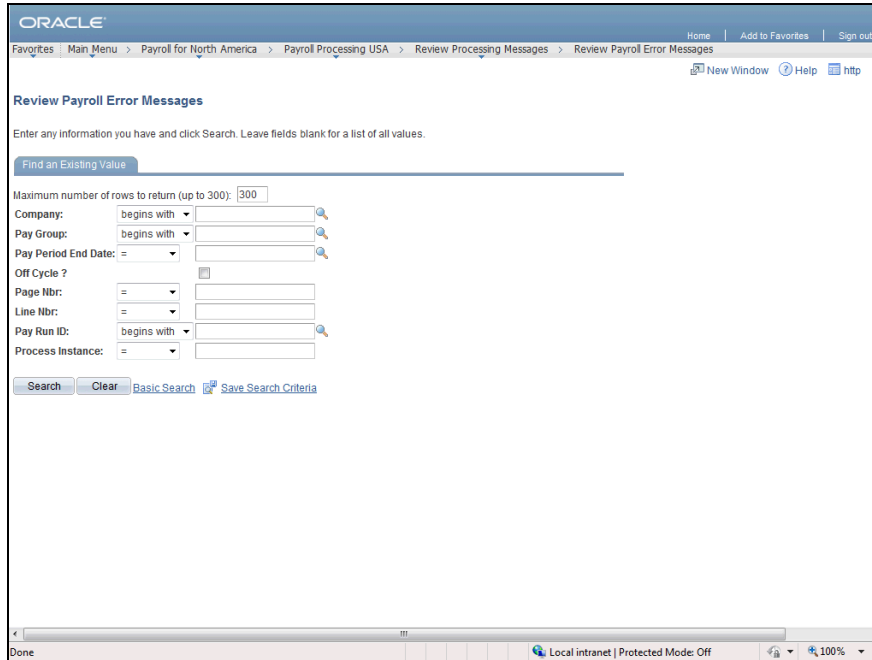 ORACLE
Home | Add to Favorites | Sign out
Favorites Main Menu > Payroll for North America > Payroll Processing USA > Review Processing Messages > Review Payroll Error Messages
New Window Help http
Review Payroll Error Messages
Enter any information you have and click Search. Leave fields blank for a list of all values.
Find an Existing Value
Maximum number of rows to return (up to 300): 300
Company: begins with
Pay Group: begins with
Pay Period End Date: =
Off Cycle ?
Page Nbr: =
Line Nbr: =
Pay Run ID: begins with
Process Instance: =
Search Clear Basic Search Save Search Criteria
Done Local intranet | Protected Mode: Off 100%